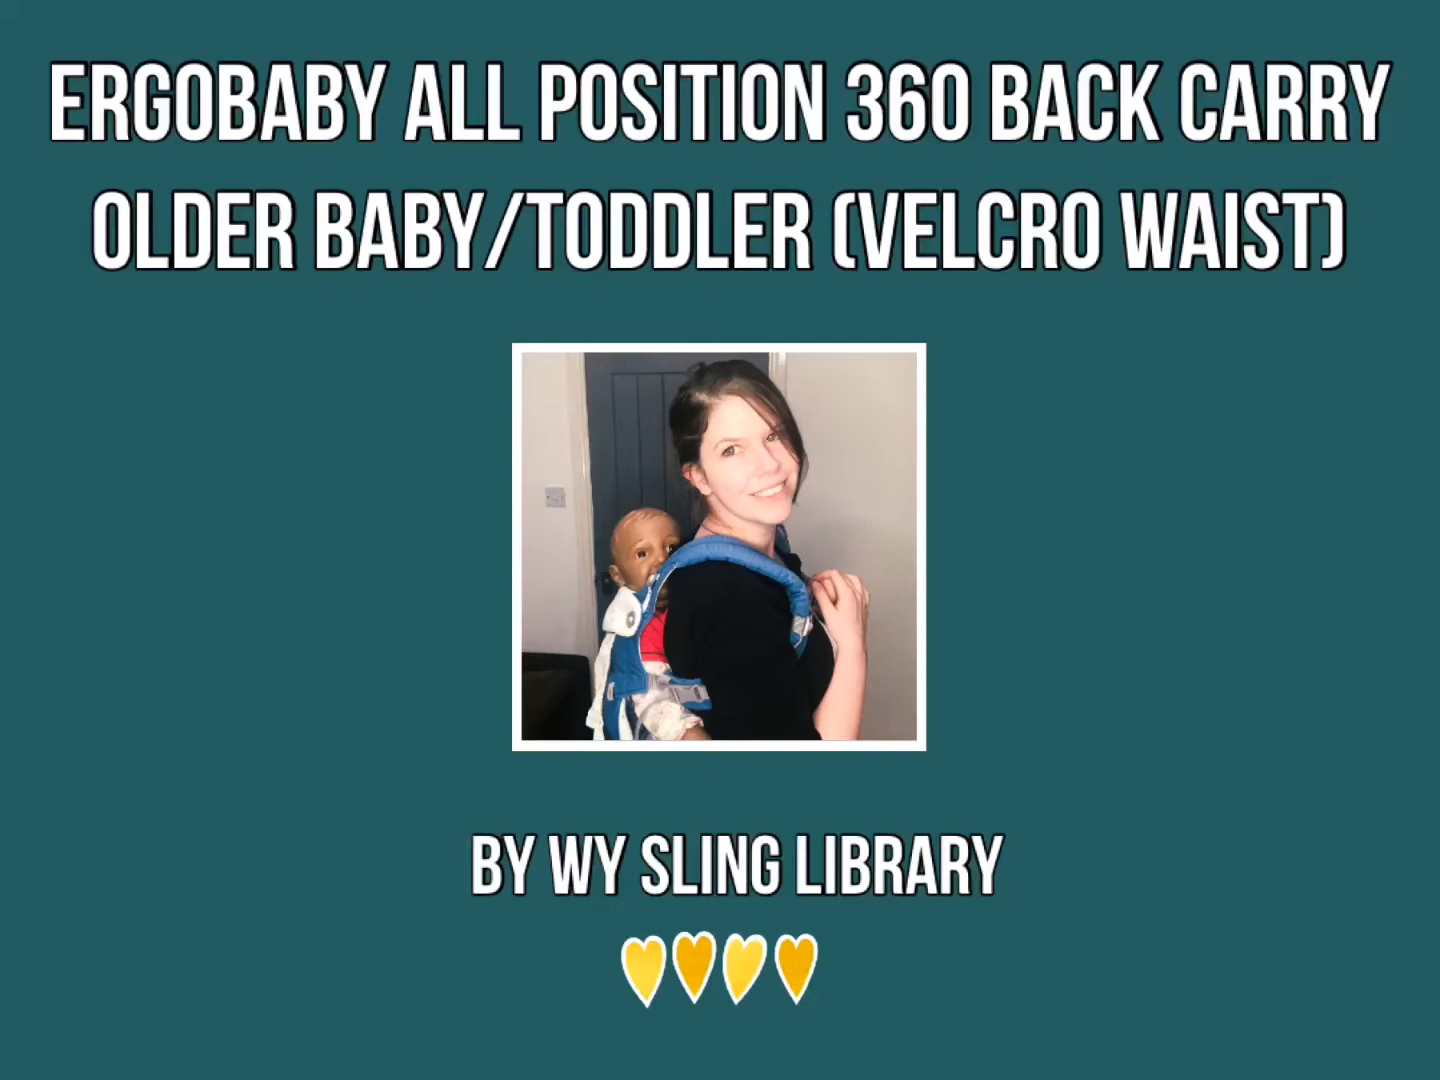 ERGOBABY ALL POSITION 360 BACK CARRY
OLDER BABY/TODDLER (VELCRO WAIST)
BY WY SLING LIBRARY